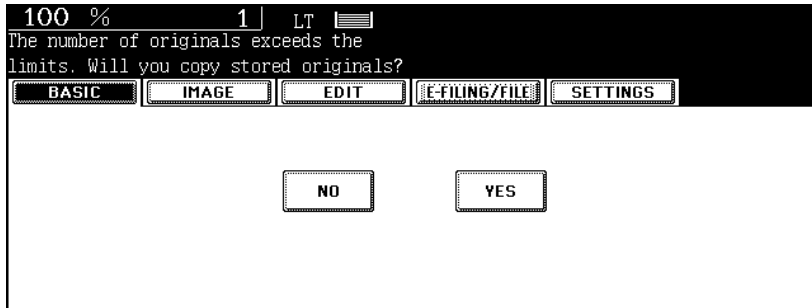 100 % 1 LT
The number of originals exceeds the
limits. Will you copy stored originals?
BASIC IMAGE EDIT E-FILING/FILE SETTINGS
NO YES